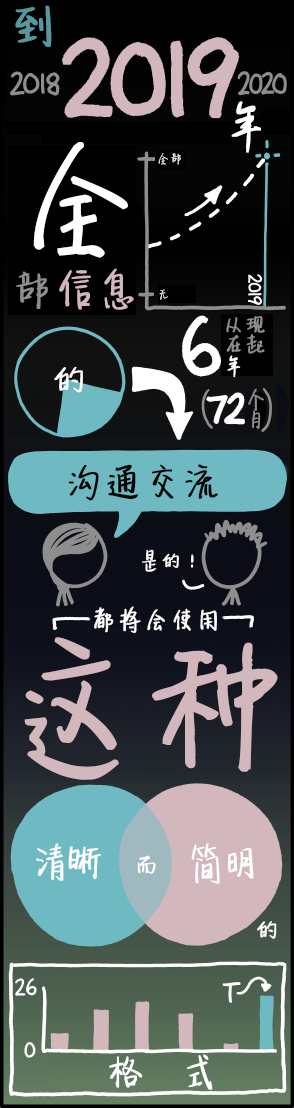 到
2018 2019 2020
年
全
全部
部信息
无
2019
的
6年
从现
在起
(72个月)
沟通交流
是的！
都将会使用
这种
清晰 而 简明
的
26
T
0
格式